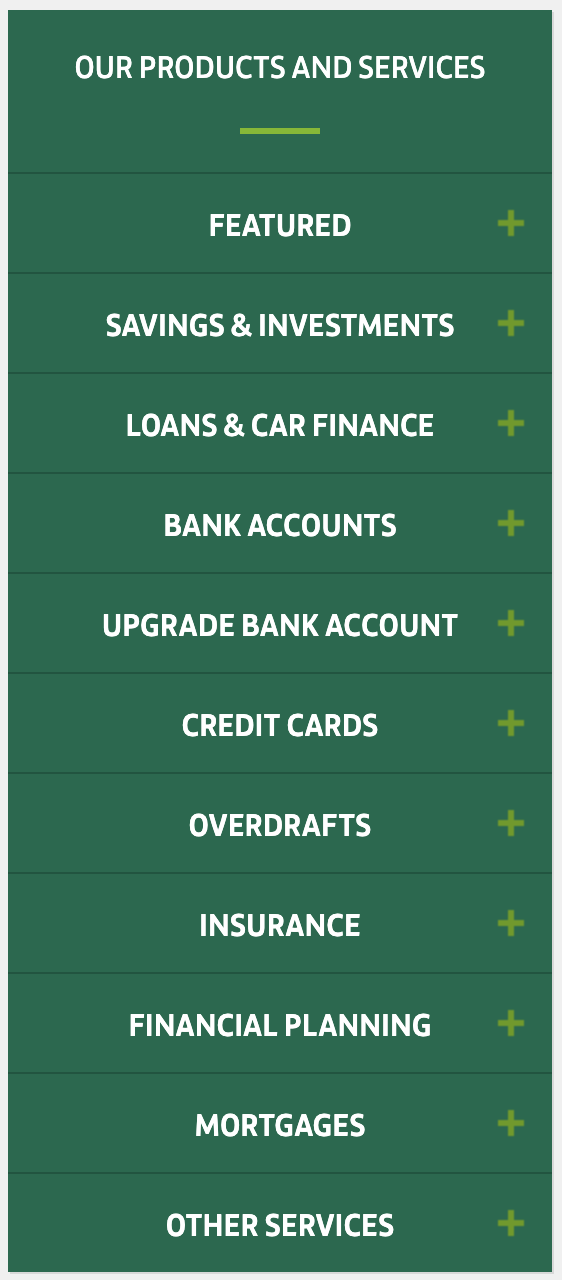 OUR PRODUCTS AND SERVICES
FEATURED
SAVINGS & INVESTMENTS
LOANS & CAR FINANCE
BANK ACCOUNTS
UPGRADE BANK ACCOUNT
CREDIT CARDS
OVERDRAFTS
INSURANCE
FINANCIAL PLANNING
MORTGAGES
OTHER SERVICES